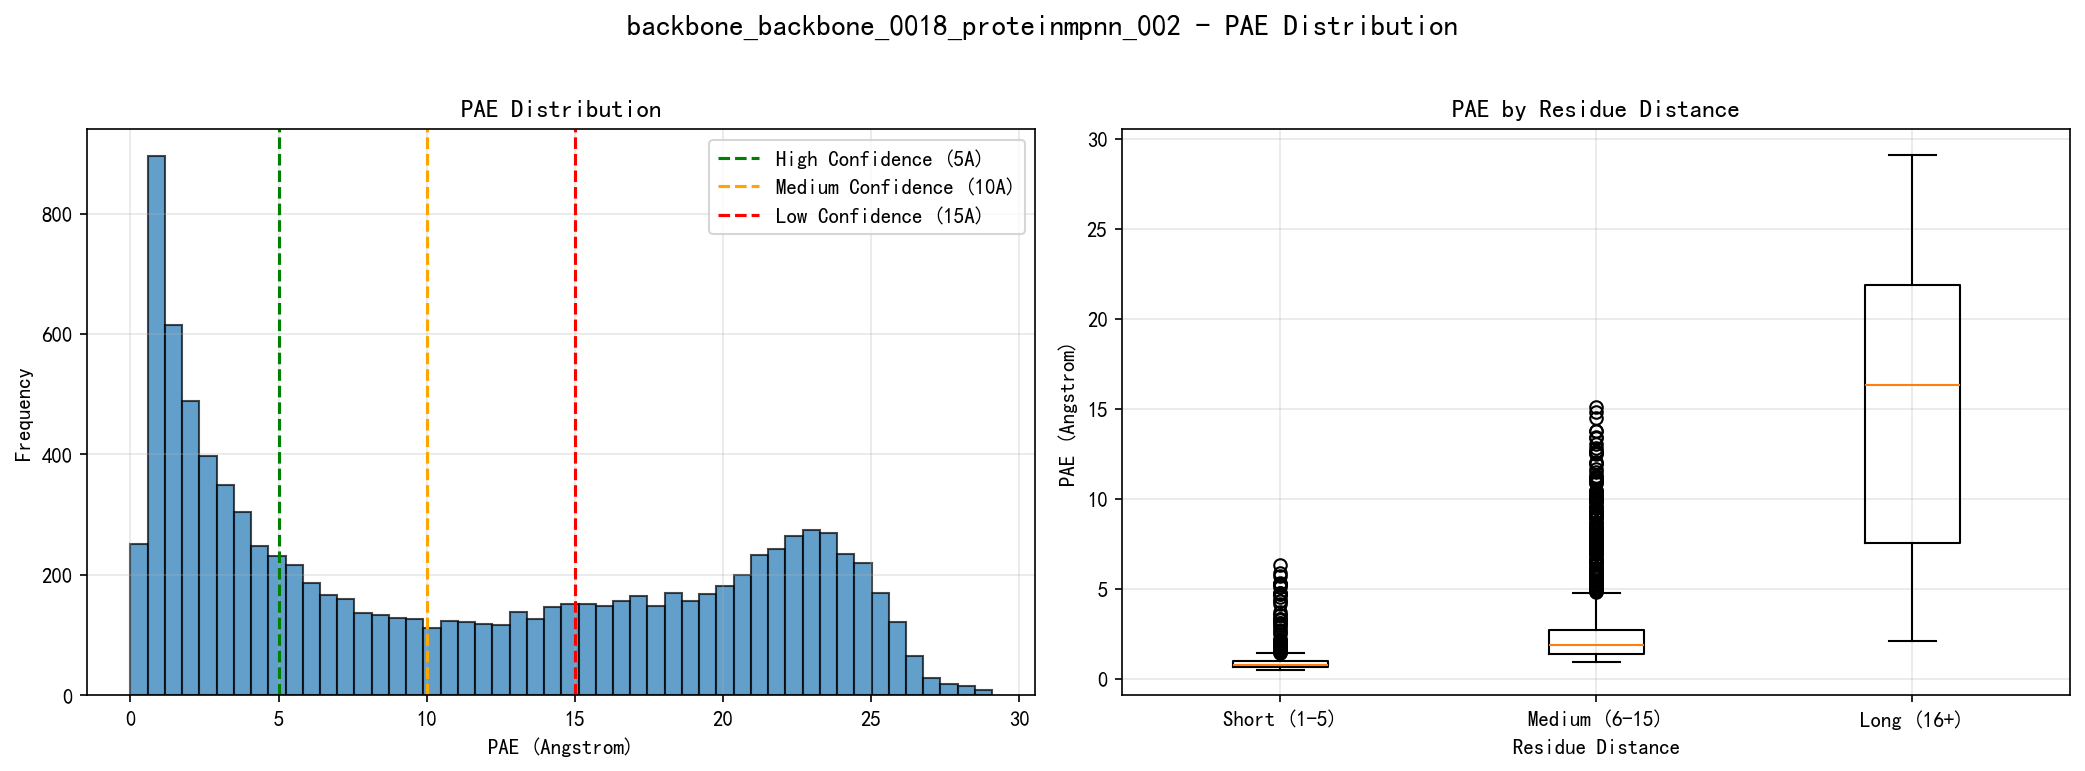 backbone_backbone_0018_proteinmpnn_002 - PAE Distribution
PAE Distribution
800
600
400
200
0
Frequency
0 5 10 15 20 25 30
PAE (Angstrom)
High Confidence (5A)
Medium Confidence (10A)
Low Confidence (15A)
PAE by Residue Distance
30
25
20
15
10
5
0
PAE (Angstrom)
Short (1-5) Medium (6-15) Long (16+)
Residue Distance